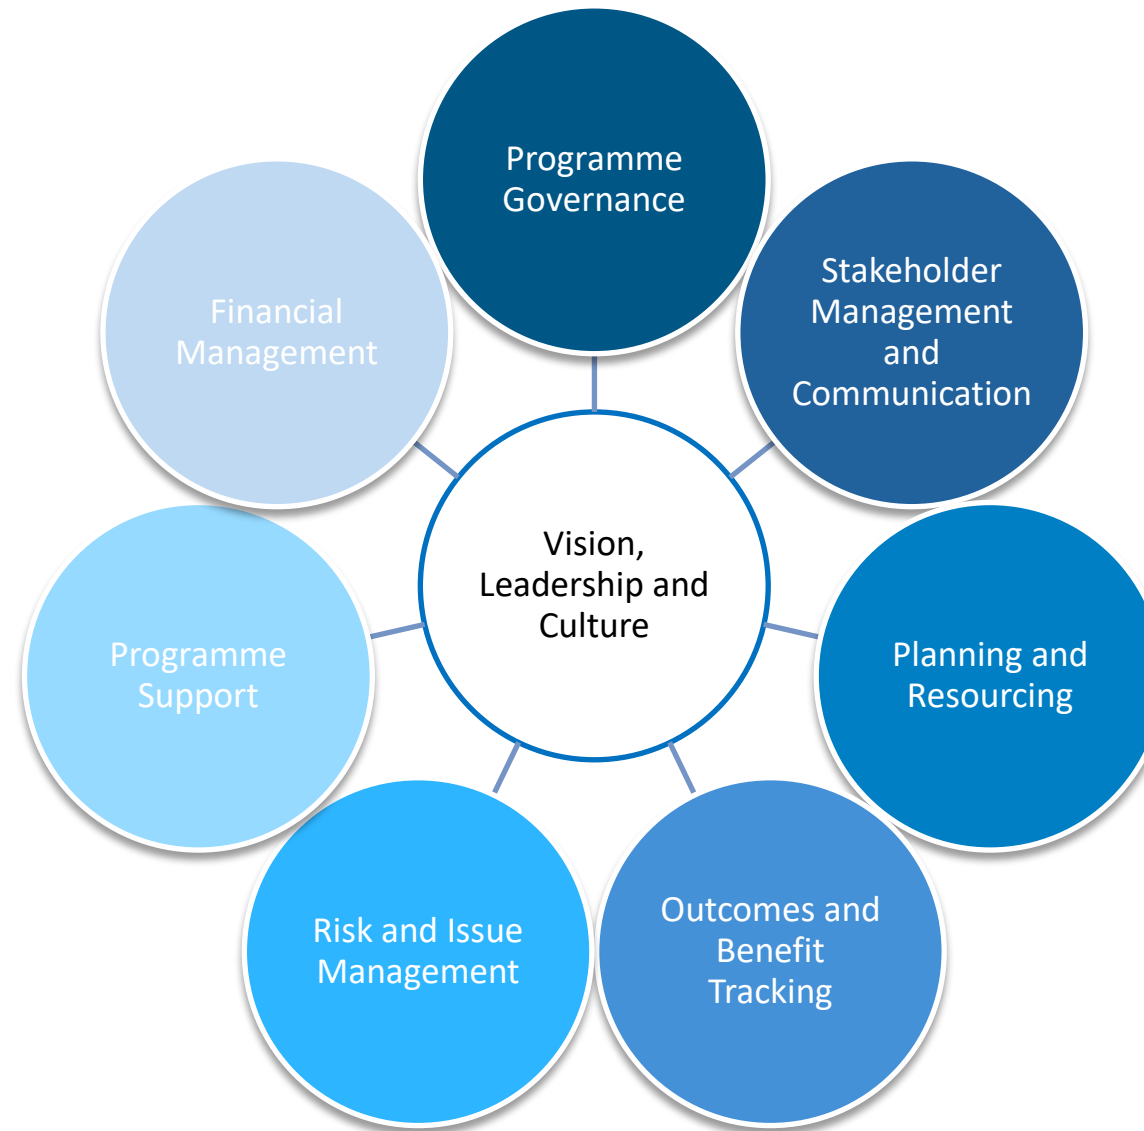 Programme
Governance
Stakeholder
Management
and
Communication
Planning and
Resourcing
Outcomes and
Benefit
Tracking
Risk and Issue
Management
Programme
Support
Financial
Management
Vision,
Leadership and
Culture